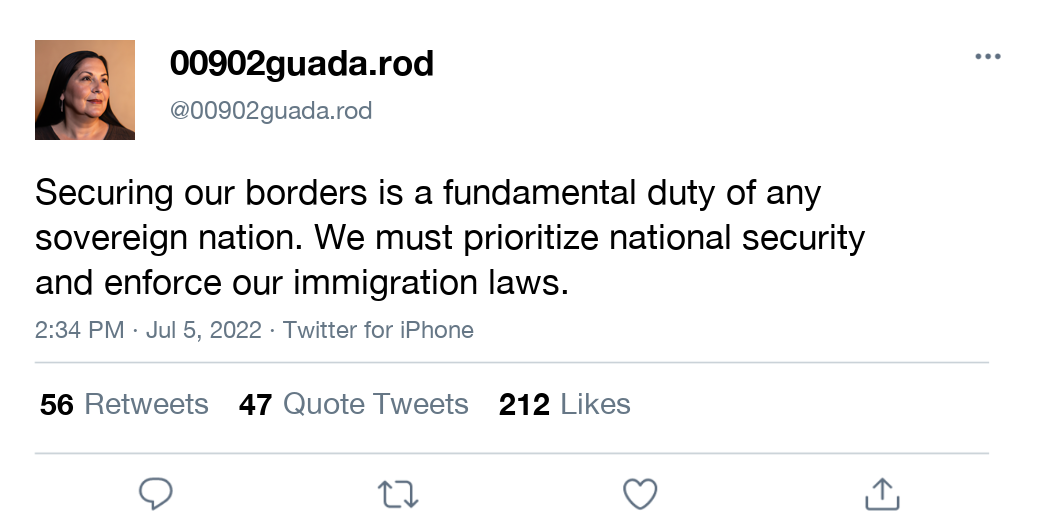 00902guada.rod
@00902guada.rod
Securing our borders is a fundamental duty of any
sovereign nation. We must prioritize national security
and enforce our immigration laws.
2:34 PM · Jul 5, 2022 · Twitter for iPhone
56 Retweets 47 Quote Tweets 212 Likes